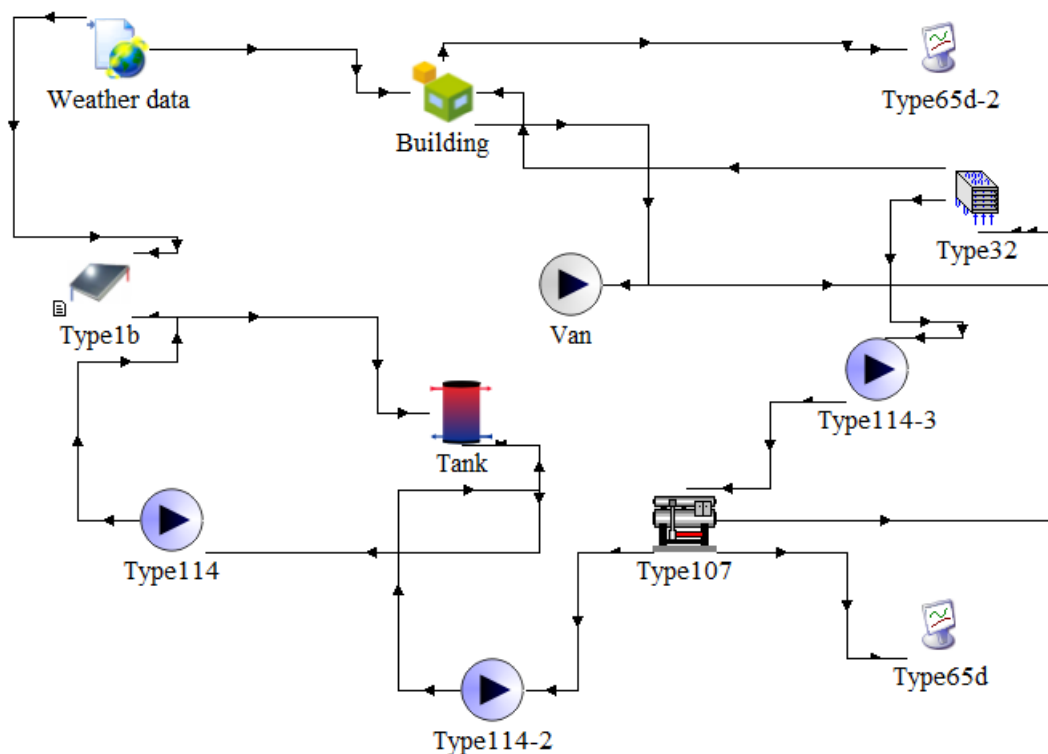 Weather data
Building
Type65d-2
Type32
Type1b
Van
Type114-3
Tank
Type114
Type107
Type65d
Type114-2